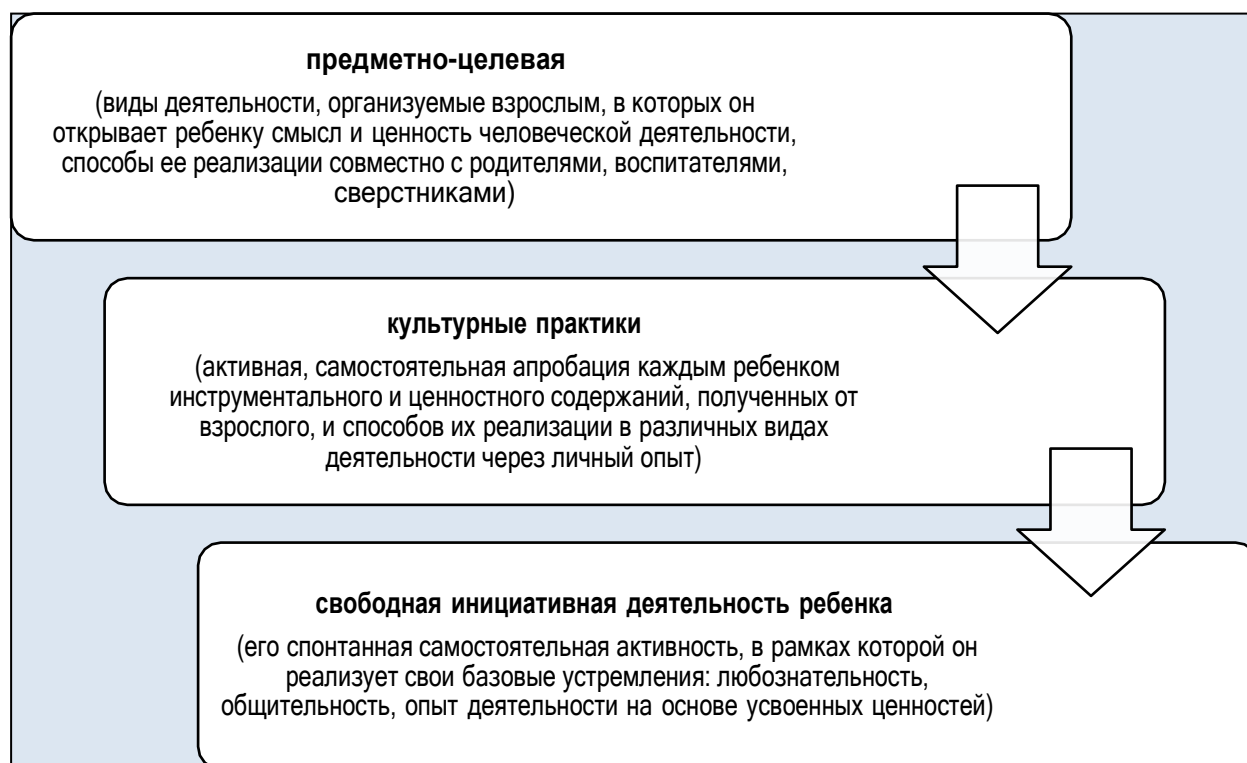 предметно-целевая
(виды деятельности, организуемые взрослым, в которых он
открывает ребенку смысл и ценность человеческой деятельности,
способы ее реализации совместно с родителями, воспитателями,
сверстниками)
культурные практики
(активная, самостоятельная апробация каждым ребенком
инструментального и ценностного содержаний, полученных от
взрослого, и способов их реализации в различных видах
деятельности через личный опыт)
свободная инициативная деятельность ребенка
(его спонтанная самостоятельная активность, в рамках которой он
реализует свои базовые устремления: любознательность,
общительность, опыт деятельности на основе усвоенных ценностей)